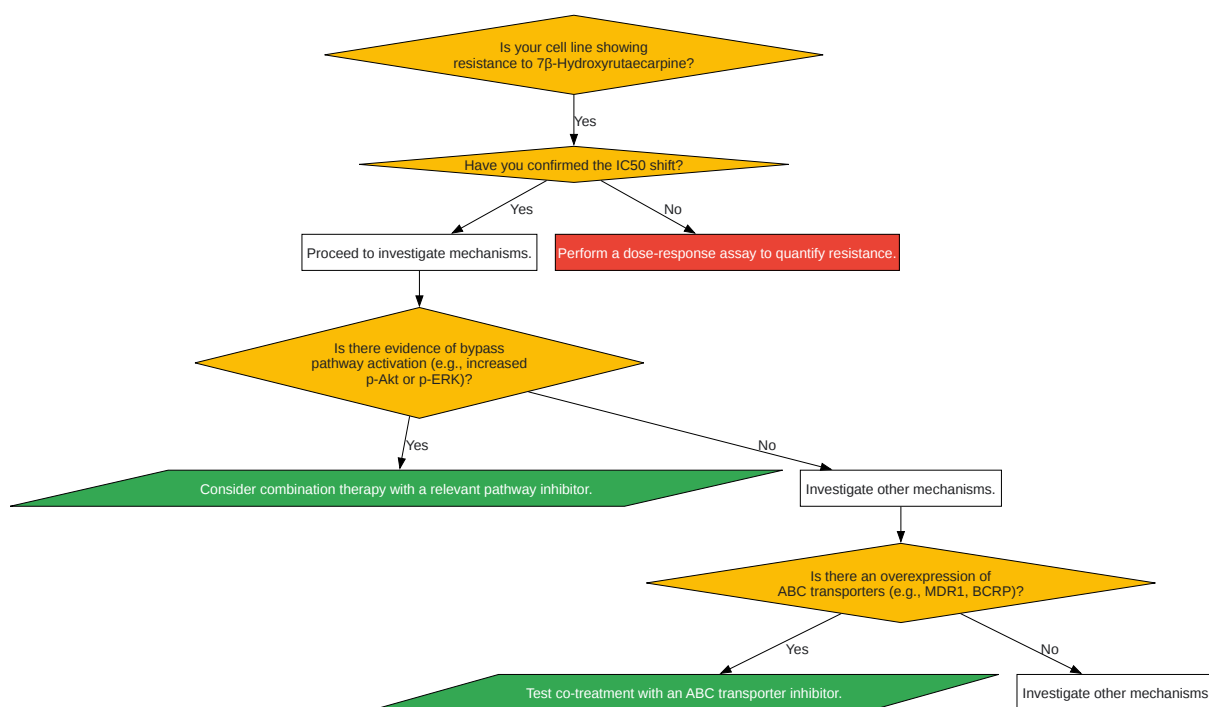 Is your cell line showing
resistance to 7β-Hydroxyrutaecarpine?
Yes
Have you confirmed the IC50 shift?
Yes
No
Proceed to investigate mechanisms.
Perform a dose-response assay to quantify resistance.
Is there evidence of bypass
pathway activation (e.g., increased
p-Akt or p-ERK)?
Yes
No
Consider combination therapy with a relevant pathway inhibitor.
Investigate other mechanisms.
Is there an overexpression of
ABC transporters (e.g., MDR1, BCRP)?
Yes
No
Test co-treatment with an ABC transporter inhibitor.
Investigate other mechanisms